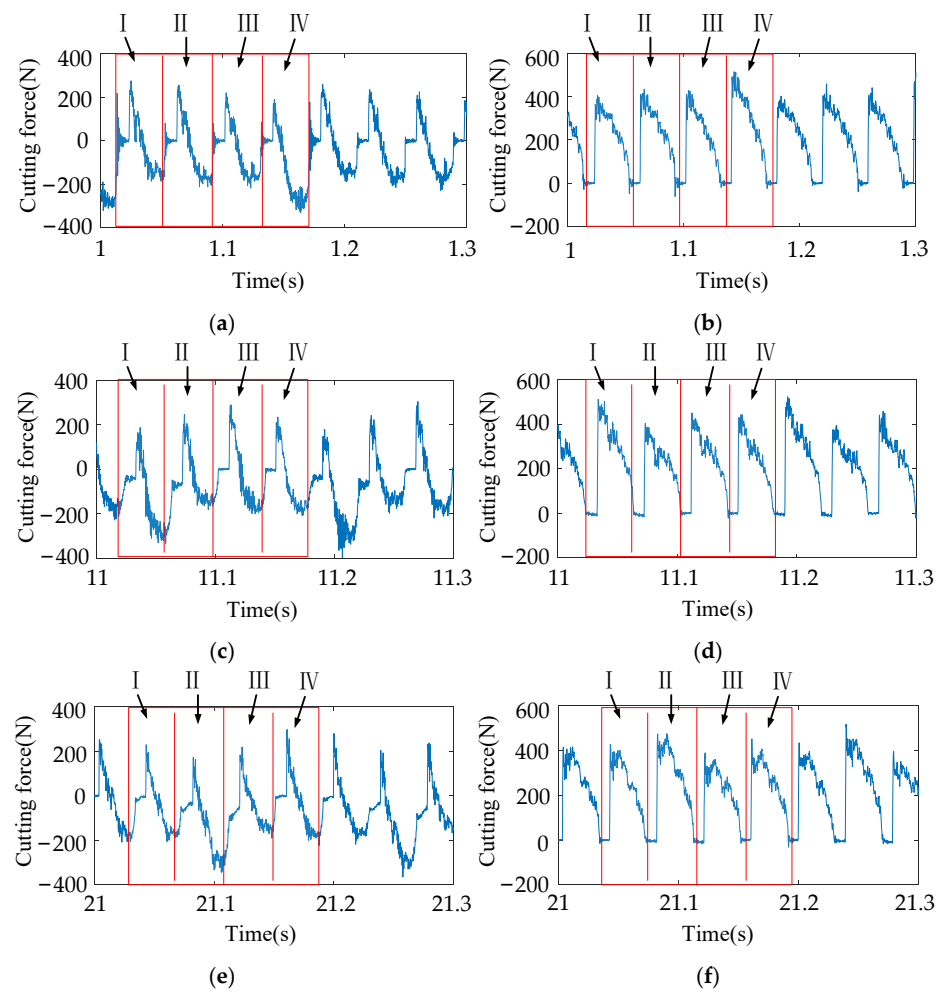 Ⅰ Ⅱ Ⅲ Ⅳ
400
200
0
−200
−400
Cutting force(N)
1 1.1 1.2 1.3
Time(s)
(a)
Ⅰ Ⅱ Ⅲ Ⅳ
600
400
200
0
−200
Cutting force(N)
1 1.1 1.2 1.3
Time(s)
(b)
Ⅰ Ⅱ Ⅲ Ⅳ
400
200
0
−200
−400
Cutting force(N)
11 11.1 11.2 11.3
Time(s)
(c)
Ⅰ Ⅱ Ⅲ Ⅳ
600
400
200
0
−200
Cutting force(N)
11 11.1 11.2 11.3
Time(s)
(d)
Ⅰ Ⅱ Ⅲ Ⅳ
400
200
0
−200
−400
Cutting force(N)
21 21.1 21.2 21.3
Time(s)
(e)
Ⅰ Ⅱ Ⅲ Ⅳ
600
400
200
0
−200
Cutting force(N)
21 21.1 21.2 21.3
Time(s)
(f)